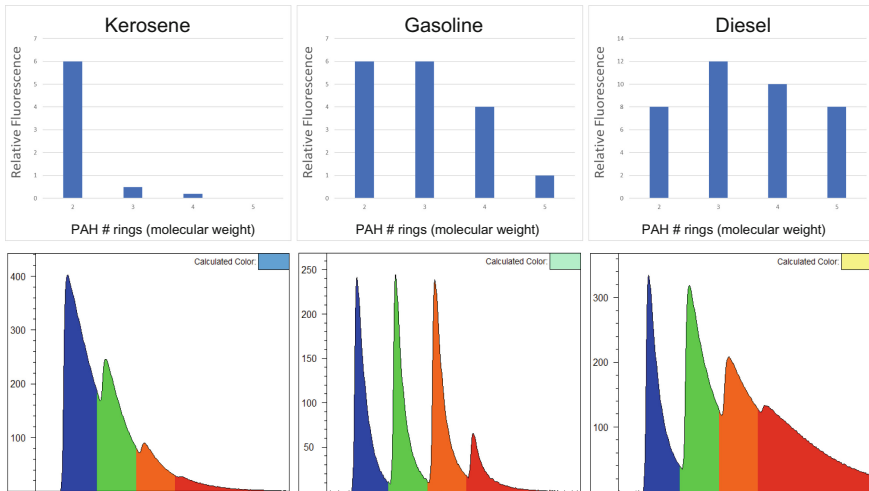 Kerosene
7
6
5
4
3
2
1
0
Relative Fluorescence
2 3 4 5
PAH # rings (molecular weight)
Gasoline
7
6
5
4
3
2
1
0
Relative Fluorescence
2 3 4 5
PAH # rings (molecular weight)
Diesel
14
12
10
8
6
4
2
0
Relative Fluorescence
2 3 4 5
PAH # rings (molecular weight)
Calculated Color:
400
300
200
100
Calculated Color:
250
200
150
100
50
Calculated Color:
300
200
100